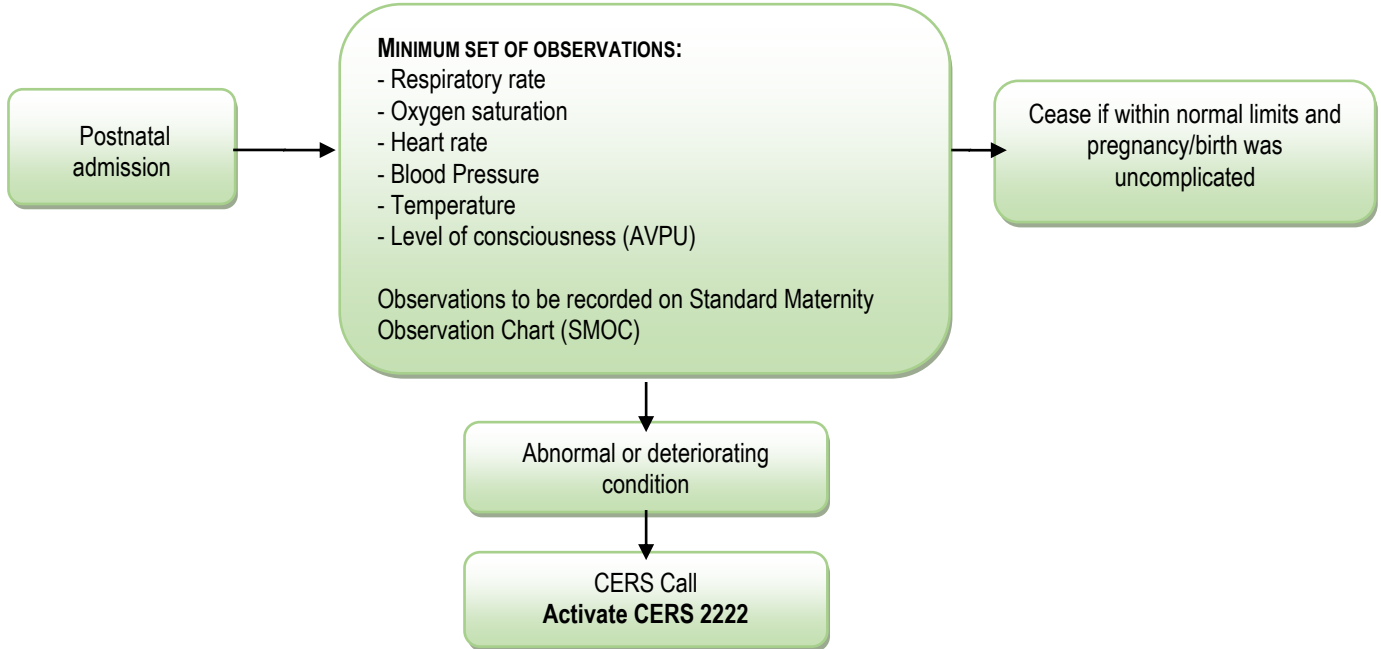 Postnatal
admission
MINIMUM SET OF OBSERVATIONS:
- Respiratory rate
- Oxygen saturation
- Heart rate
- Blood Pressure
- Temperature
- Level of consciousness (AVPU)
Observations to be recorded on Standard Maternity
Observation Chart (SMOC)
Cease if within normal limits and
pregnancy/birth was
uncomplicated
Abnormal or deteriorating
condition
CERS Call
Activate CERS 2222